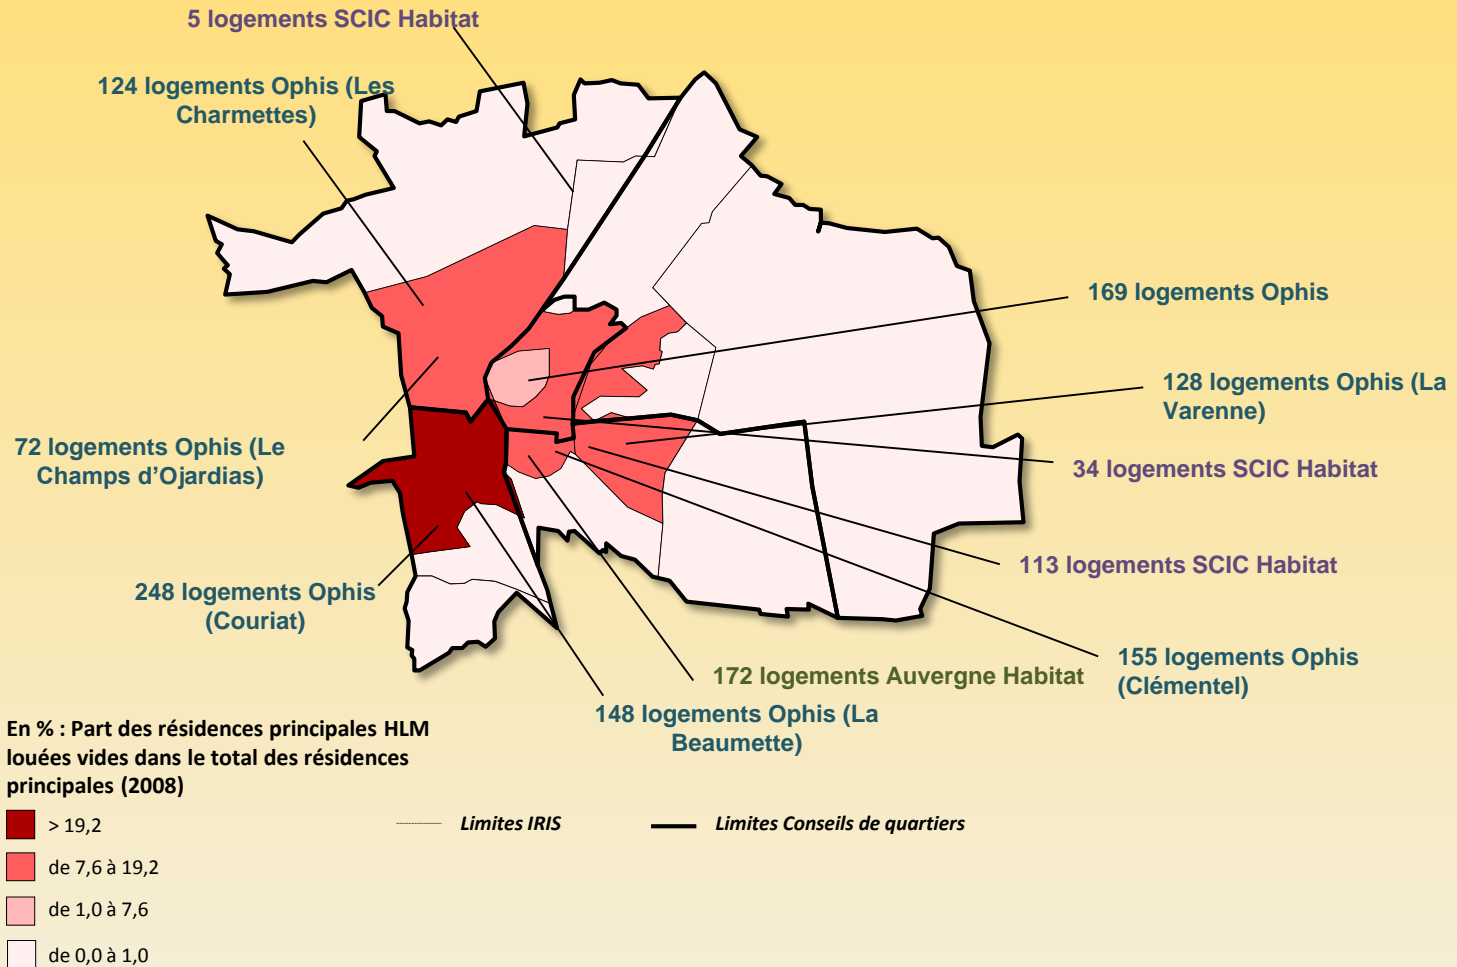 5 logements SCIC Habitat
124 logements Ophis (Les
Charmettes)
169 logements Ophis
128 logements Ophis (La
Varenne)
72 logements Ophis (Le
Champs d’Ojardias)
34 logements SCIC Habitat
113 logements SCIC Habitat
248 logements Ophis
(Couriat)
155 logements Ophis
(Clémentel)
172 logements Auvergne Habitat
148 logements Ophis (La
Beaumette)
En % : Part des résidences principales HLM
louées vides dans le total des résidences
principales (2008)
> 19,2
Limites IRIS
Limites Conseils de quartiers
de 7,6 à 19,2
de 1,0 à 7,6
de 0,0 à 1,0